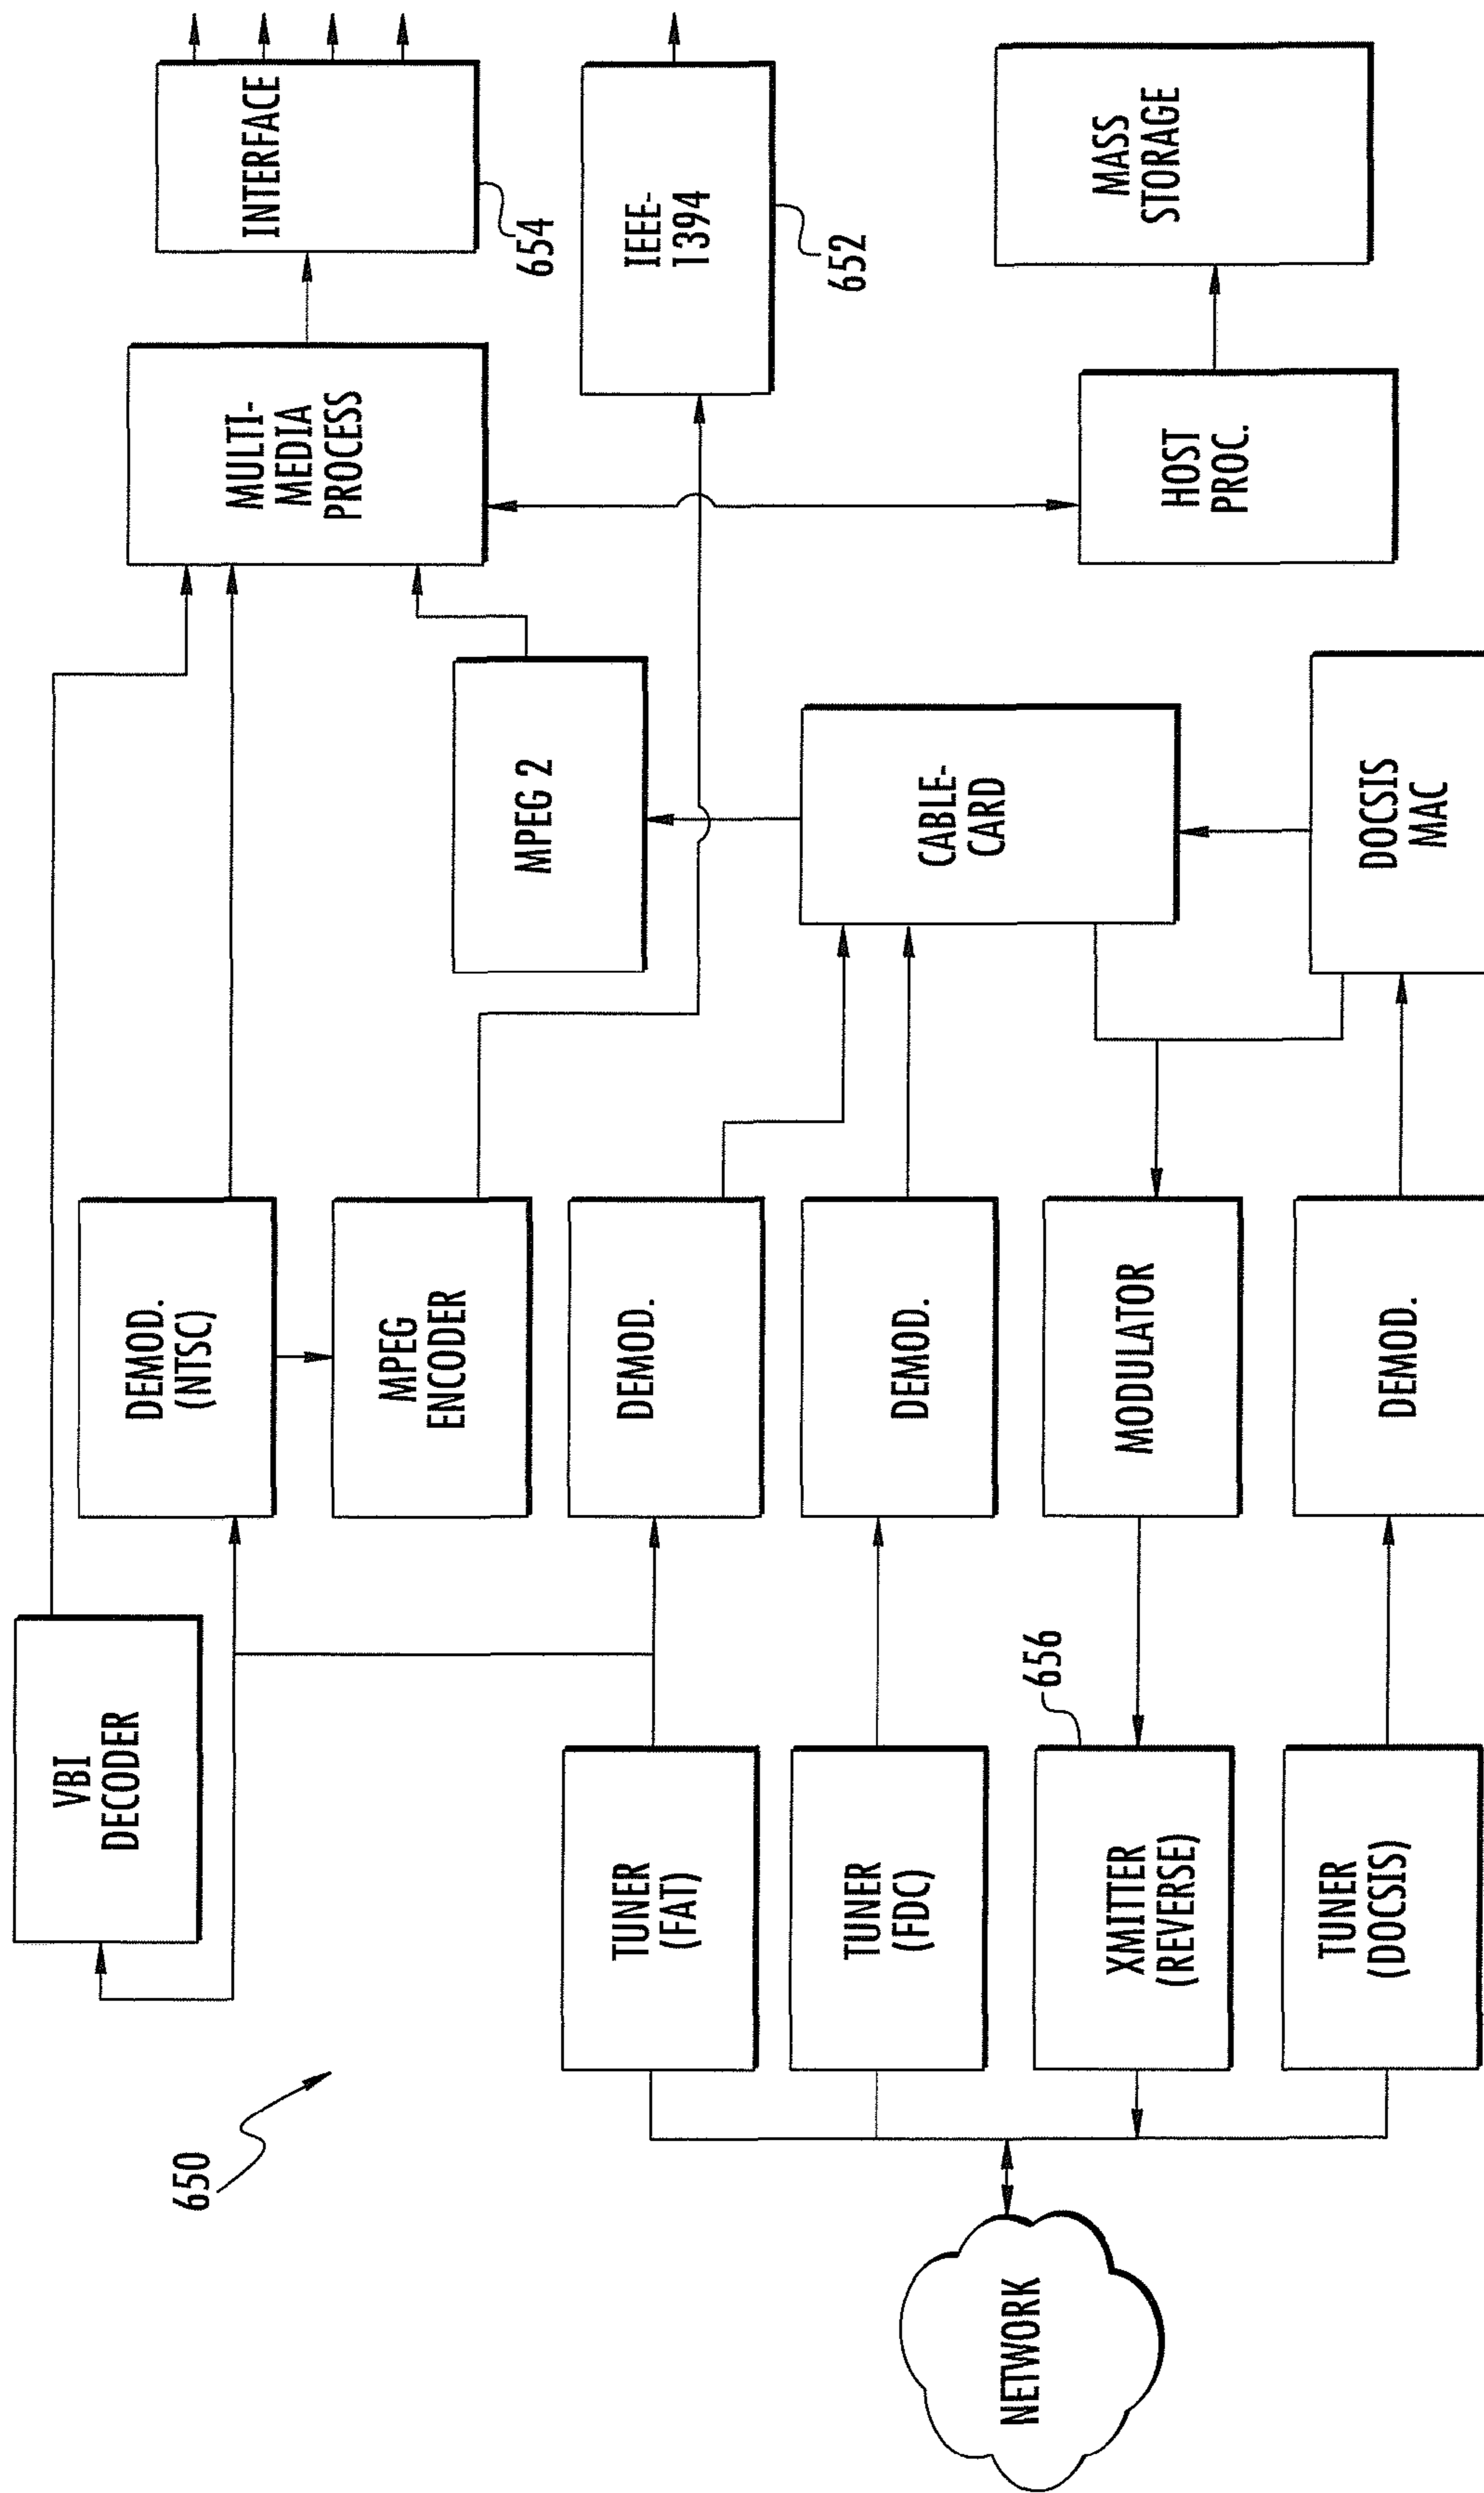 650
NETWORK
VBI
DECODER
TUNER
(FAT)
TUNER
(FDC)
656
XMITTER
(REVERSE)
TUNER
(DOCSIS)
DEMOD.
(NTSC)
MPEG
ENCODER
DEMOD.
DEMOD.
MODULATOR
DEMOD.
MPEG 2
CABLE-
CARD
DOCSIS
MAC
MULTI-
MEDIA
PROCESS
HOST
PROC.
INTERFACE
654
IEEE-
1394
652
MASS
STORAGE